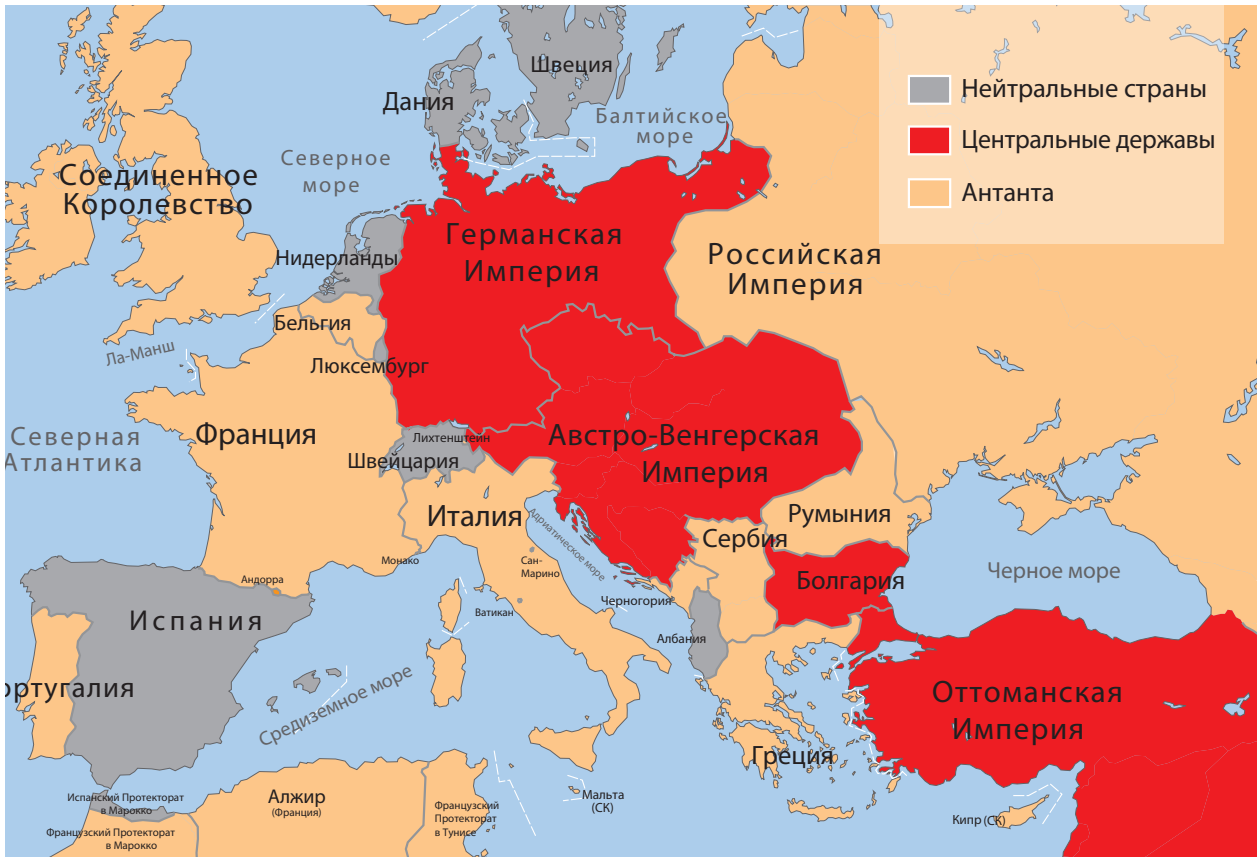 Швеция
Дания
Балтийское
море
Северное
море
Соединенное
Королевство
Нейтральные страны
Центральные державы
Антанта
Германская
Империя
Российская
Империя
Нидерланды
Бельгия
Ла-Манш
Люксембург
Северная
Атлантика
Франция
Лихтенштейн
Швейцария
Австро-Венгерская
Империя
Италия
Адриатическое море
Румыния
Сербия
Монако
Сан-
Марино
Андорра
Болгария
Черное море
Испания
Ватикан
Черногория
Албания
ортугалия
Средиземное море
Оттоманская
Империя
Греция
Испанский Протекторат
в Марокко
Алжир
(Франция)
Французский
Протекторат
в Тунисе
Мальта
(СК)
Кипр (СК)
Французский Протекторат
в Марокко